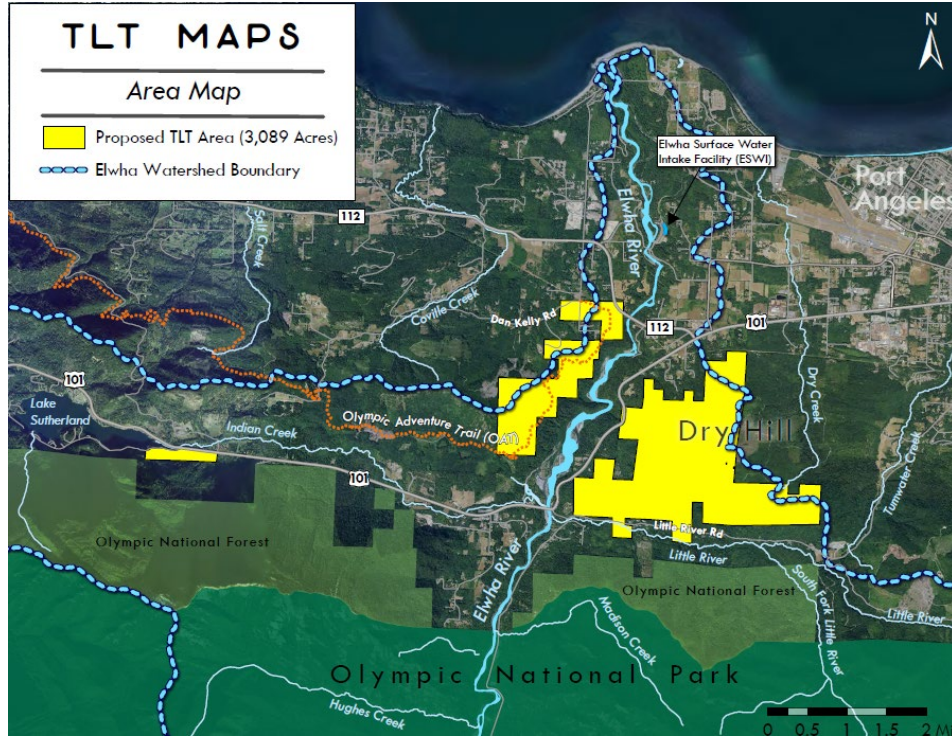 TLT MAPS
Area Map
Proposed TLT Area (3,089 Acres)
Elwha Watershed Boundary
N
Elwha Surface Water
Intake Facility (ESWI)
Port
Angeles
112
Salt Creek
Elwha River
Coville Creek
Dan Kelly Rd
112
101
101
Dry Creek
Lake
Sutherland
Indian Creek
Olympic Adventure Trail (OAT)
Dry Hill
Tumwater Creek
101
Little River Rd
Olympic National Forest
Little River
Elwha River
Olympic National Forest
South Fork Little River
Little River
Madison Creek
Olympic National Park
Hughes Creek
0 0.5 1 1.5 2 M